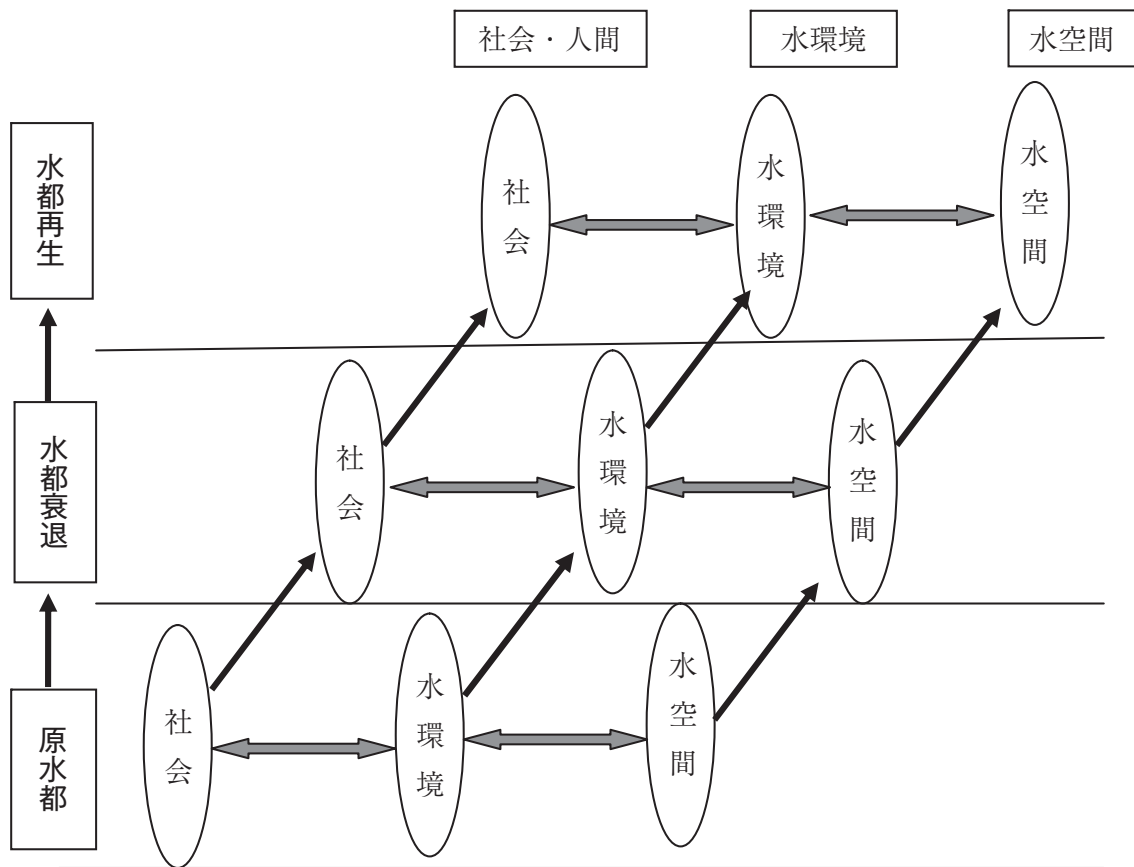 社会・人間
水環境
水空間
水都再生
社会
水環境
水空間
水都衰退
社会
水環境
水空間
原水都
社会
水環境
水空間